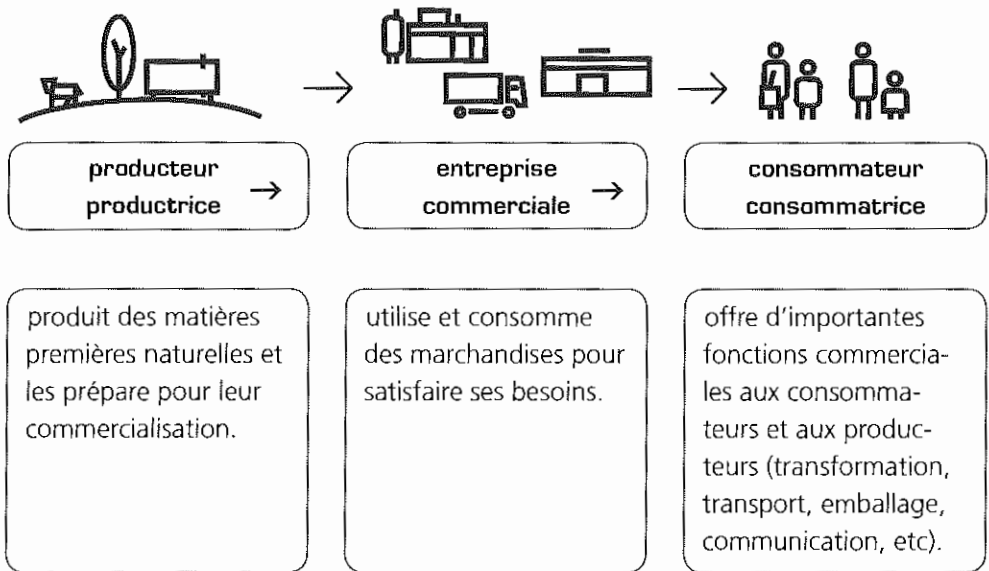 producteur
productrice
entreprise
commerciale
consommateur
consommatrice
produit des matières
premières naturelles et
les prépare pour leur
commercialisation.
utilise et consomme
des marchandises pour
satisfaire ses besoins.
offre d'importantes
fonctions commercia-
les aux consomma-
teurs et aux produc-
teurs (transformation,
transport, emballage,
communication, etc).